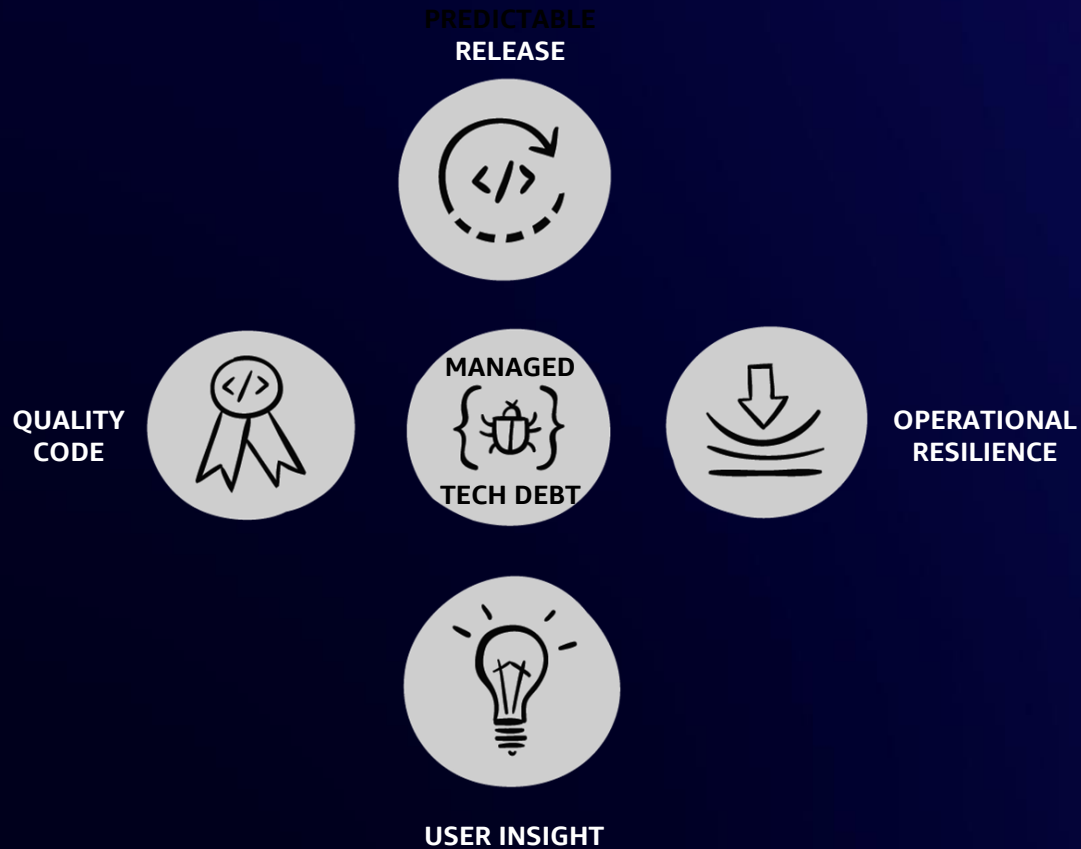 PREDICTABLE
RELEASE
</>
</>
MANAGED
TECH DEBT
QUALITY
CODE
OPERATIONAL
RESILIENCE
USER INSIGHT